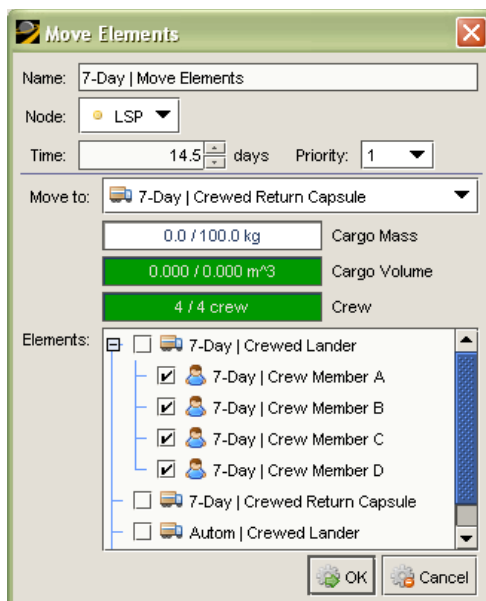 Move Elements
Name: 7-Day | Move Elements
Node: LSP
Time: 14.5 days Priority: 1
Move to: 7-Day | Crewed Return Capsule
0.0 / 100.0 kg Cargo Mass
0.000 / 0.000 m^3 Cargo Volume
4 / 4 crew Crew
Elements: 7-Day | Crewed Lander
7-Day | Crew Member A
7-Day | Crew Member B
7-Day | Crew Member C
7-Day | Crew Member D
7-Day | Crewed Return Capsule
Autom | Crewed Lander
OK Cancel